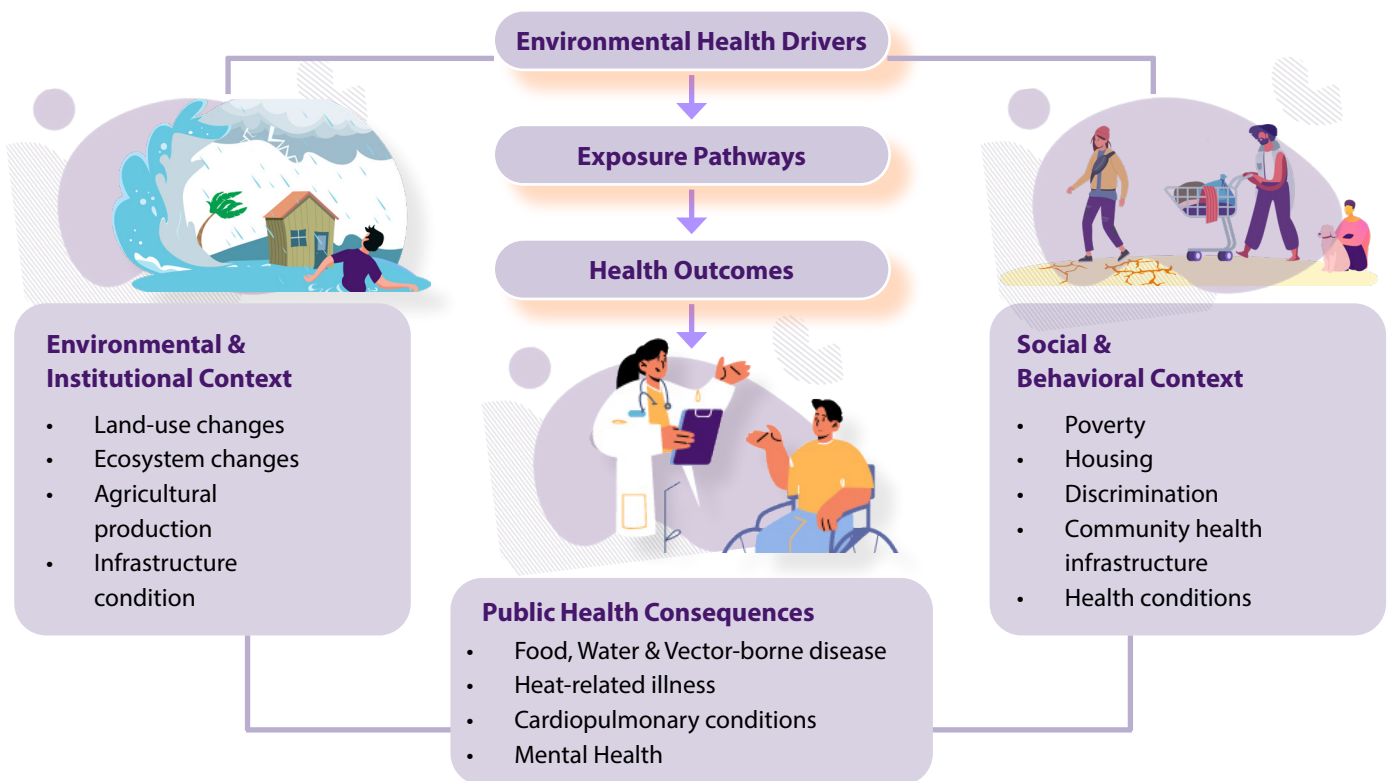 Environmental Health Drivers
Exposure Pathways
Health Outcomes
Environmental &
Institutional Context
• Land-use changes
• Ecosystem changes
• Agricultural
production
• Infrastructure
condition
Social &
Behavioral Context
• Poverty
• Housing
• Discrimination
• Community health
infrastructure
• Health conditions
Public Health Consequences
• Food, Water & Vector-borne disease
• Heat-related illness
• Cardiopulmonary conditions
• Mental Health